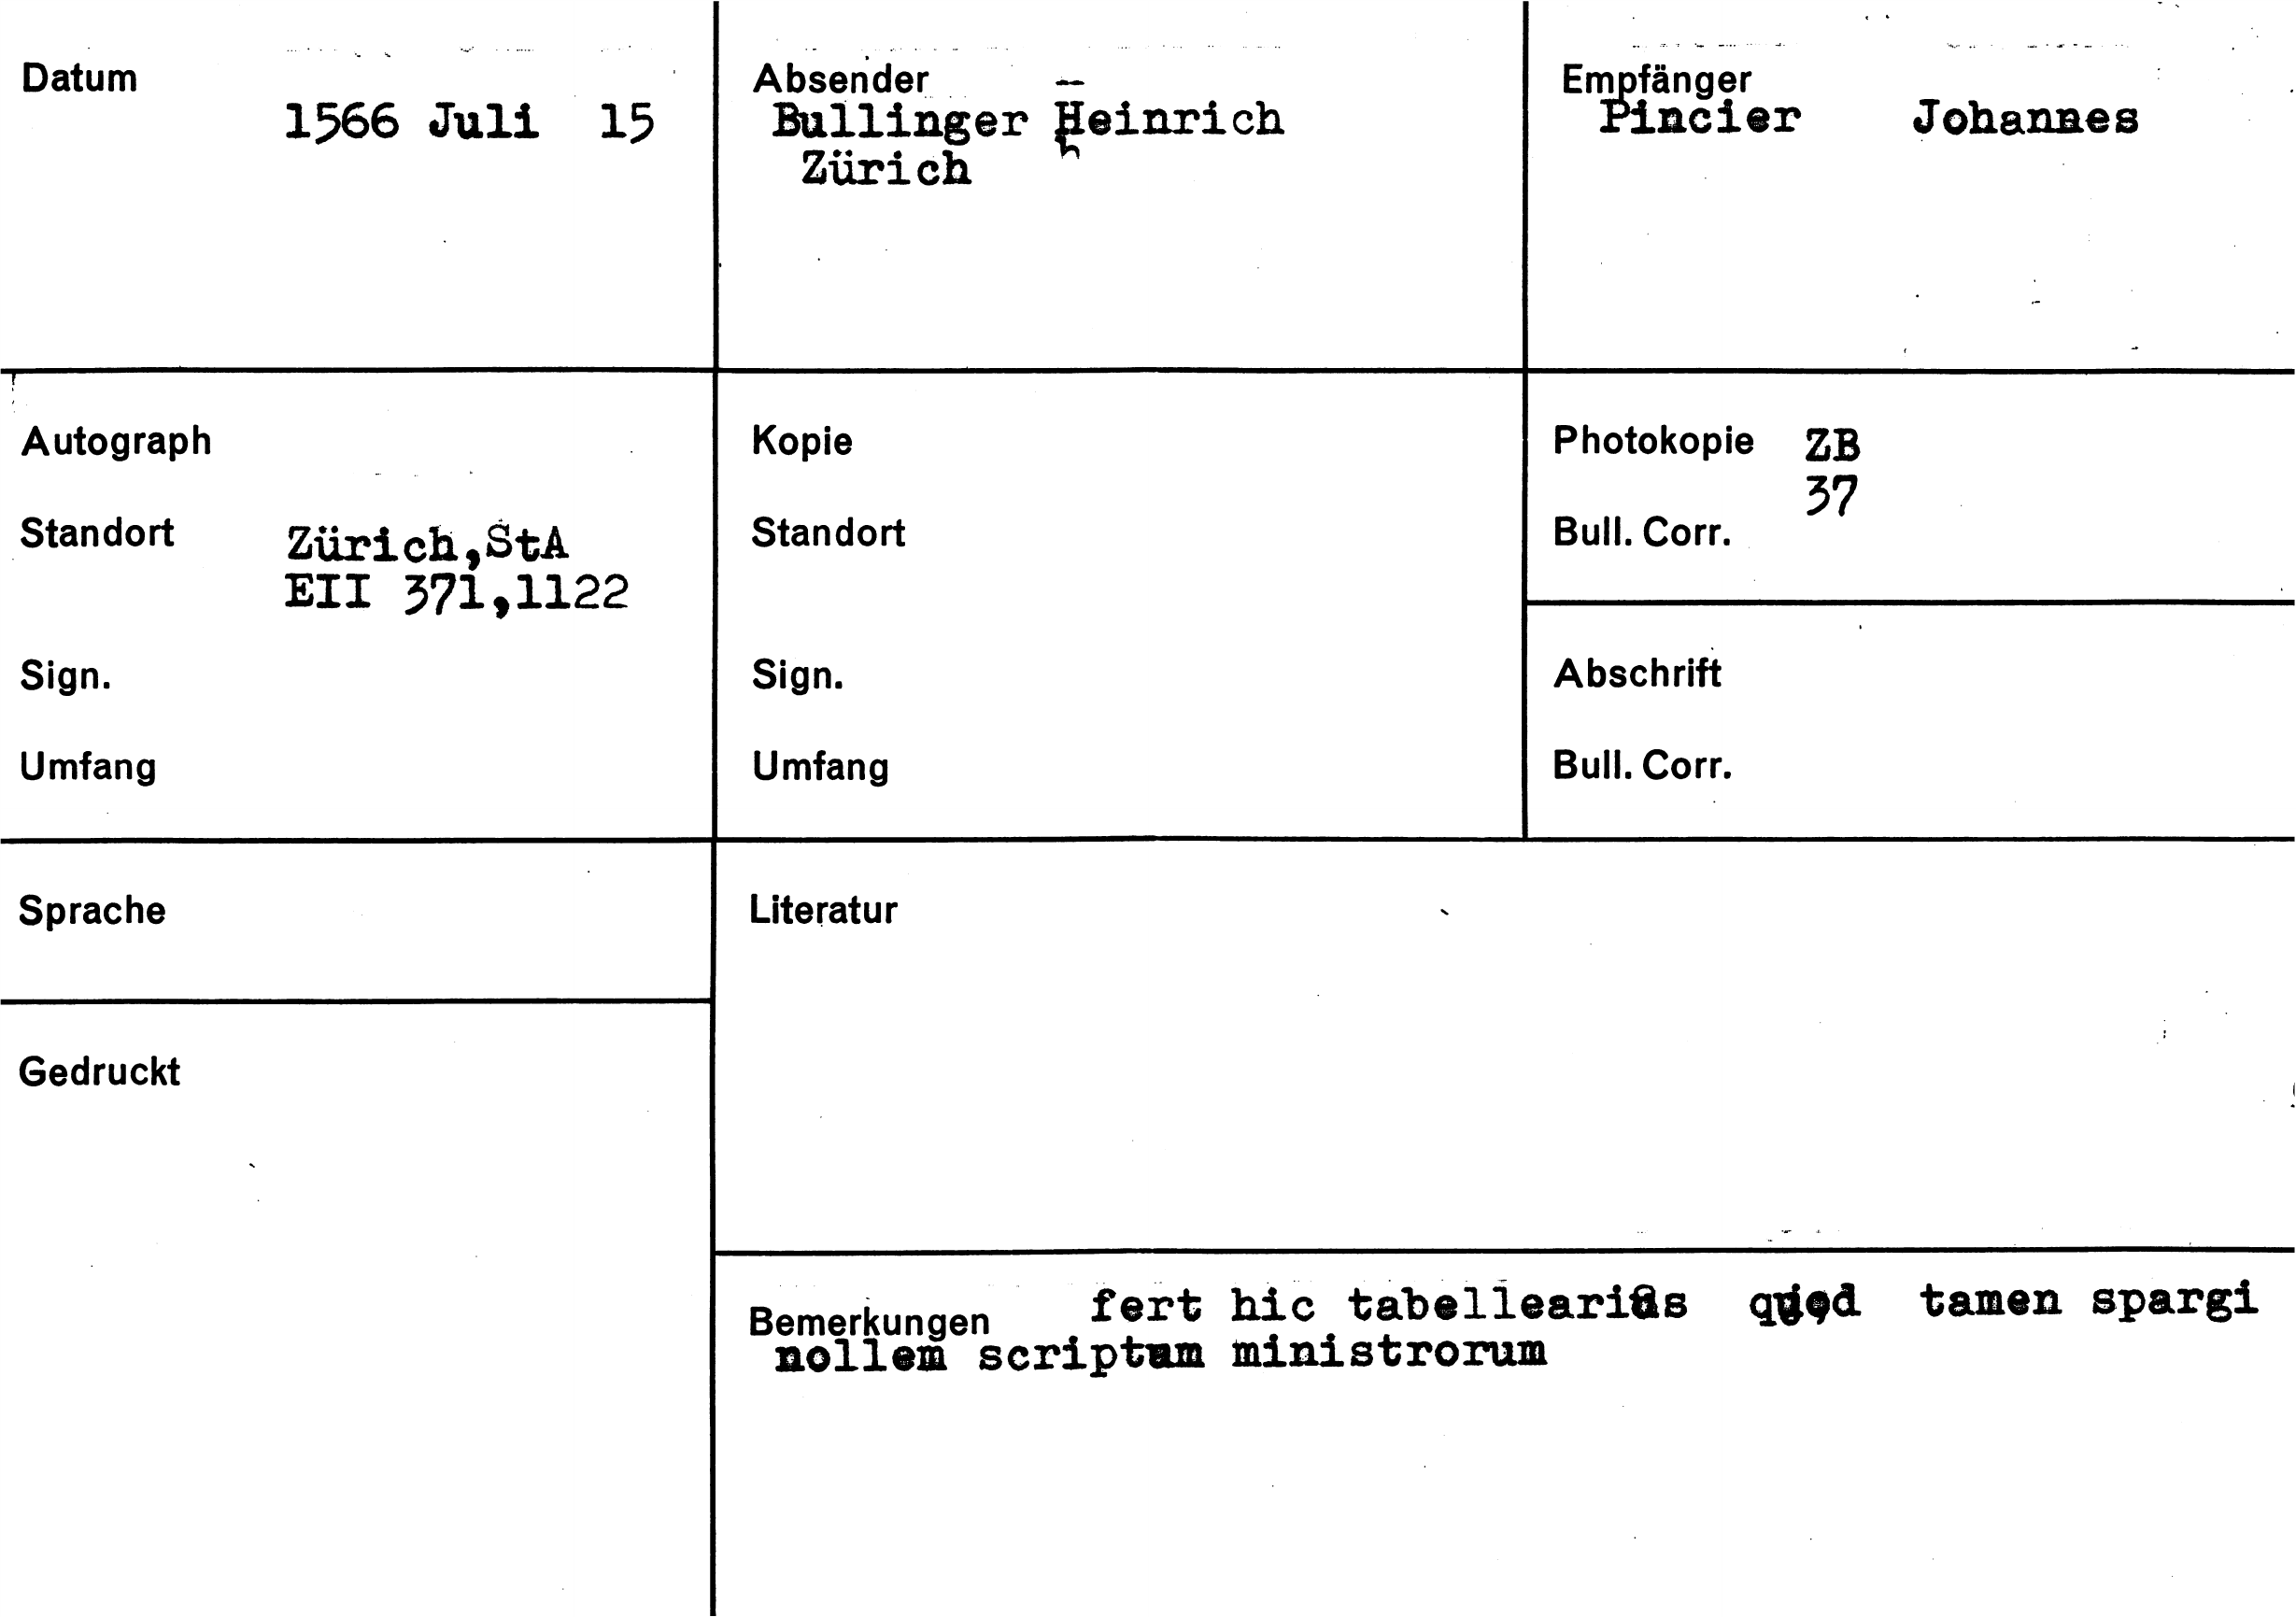 Datum
1566 Juli 15
Absender
Bullinger Heinrich
Zürich
Empfänger
Pincier Johannes
Autograph
Standort Zürich,StA
EII 371,1122
Sign.
Umfang
Kopie
Standort
Sign.
Umfang
Photokopie ZB
37
Bull. Corr.
Abschrift
Bull. Corr.
Sprache
Gedruckt
Literatur
Bemerkungen fert hic tabellearius quod tamen spargi
nollem scriptum ministrorum